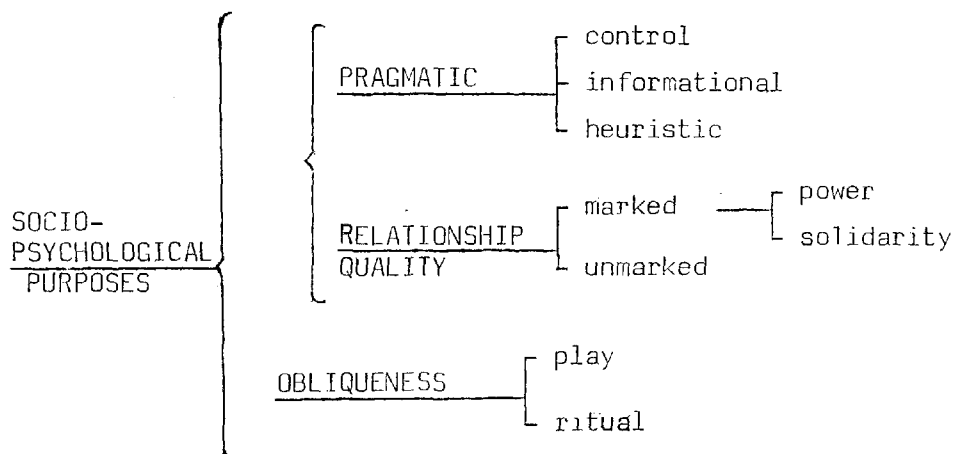 control
PRAGMATIC
informational
heuristic
SOCIO-
PSYCHOLOGICAL
PURPOSES
marked
power
solidarity
RELATIONSHIP
QUALITY
unmarked
play
OBLIQUENESS
ritual